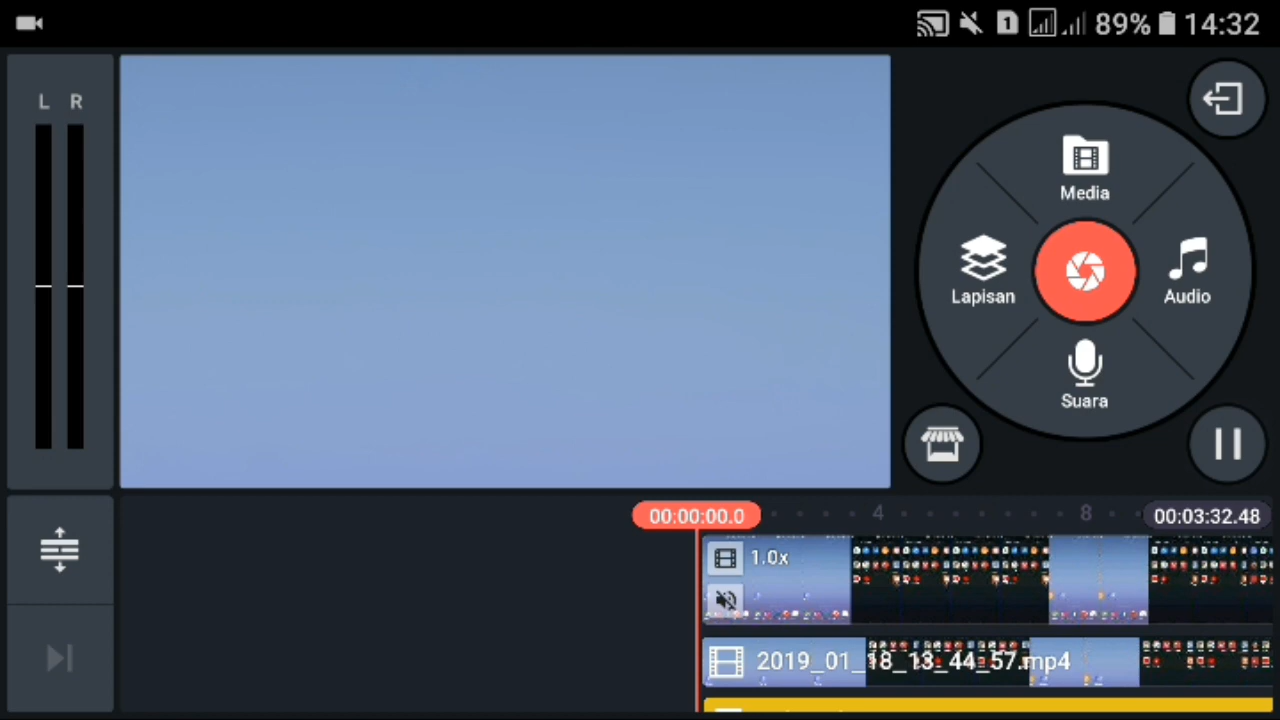 1 89% 14:32
L R
Media
Lapisan
Audio
Suara
00:00:00.0 4 8 00:03:32.48
1.0x
2019_01_18_13_44_57.mp4